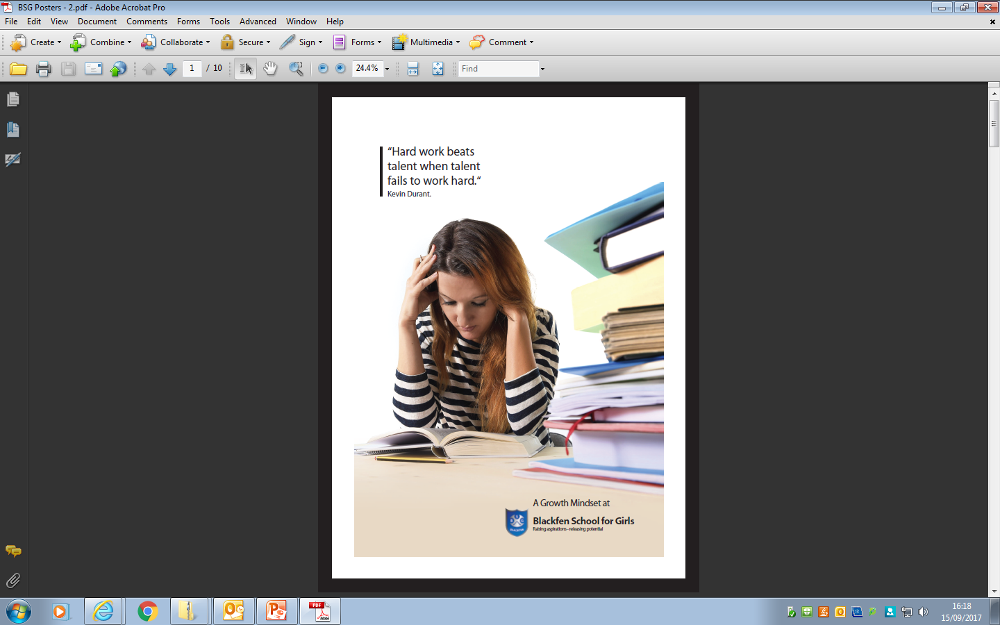 BSG Posters - 2.pdf - Adobe Acrobat Pro
File Edit View Document Comments Forms Tools Advanced Window Help
Create Combine Collaborate Secure Sign Forms Multimedia Comment
1 / 10 24.4% Find
“Hard work beats
talent when talent
fails to work hard.“
Kevin Durant.
A Growth Mindset at
Blackfen School for Girls
Raising aspirations - releasing potential
PDF
Adobe
16:18
15/09/2017